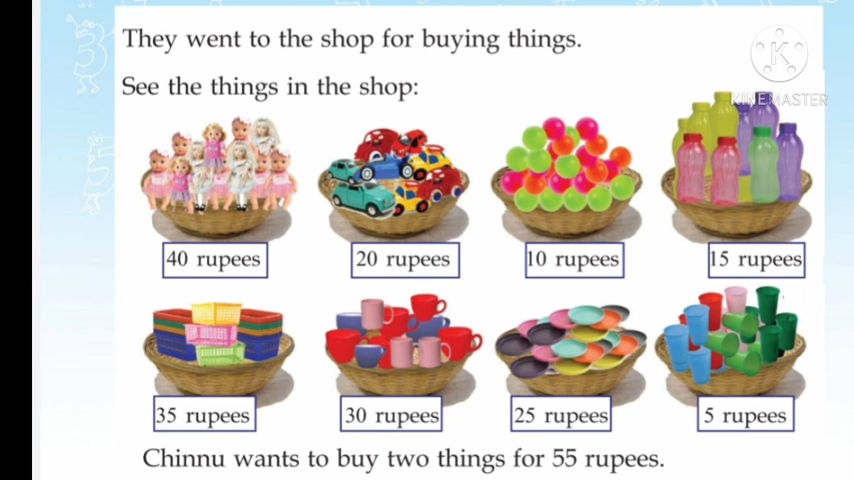 They went to the shop for buying things.
See the things in the shop:
K
KINEMASTER
40 rupees
20 rupees
10 rupees
15 rupees
35 rupees
30 rupees
25 rupees
5 rupees
Chinnu wants to buy two things for 55 rupees.